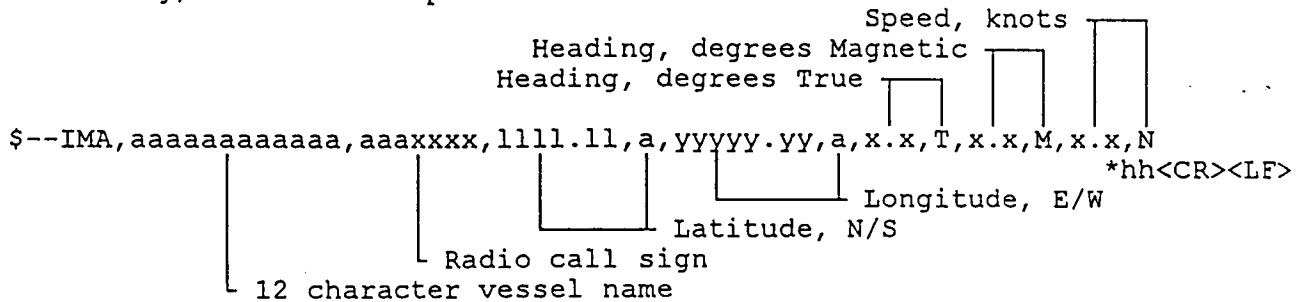 Speed, knots
Heading, degrees Magnetic
Heading, degrees True
$--IMA,aaaaaaaaaaaa,aaaxxxx,llll.ll,a,yyyyy.yy,a,x.x,T,x.x,M,x.x,N
*hh<CR><LF>
Longitude, E/W
Latitude, N/S
Radio call sign
12 character vessel name